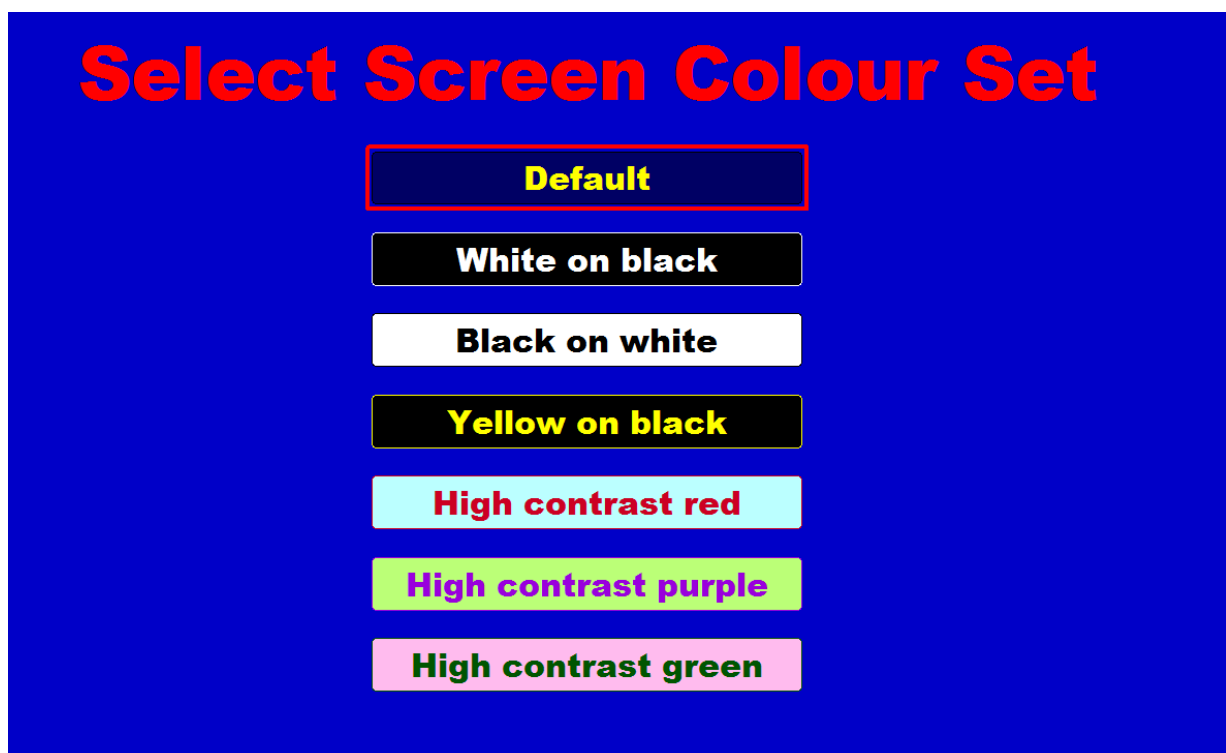 Select Screen Colour Set
Default
White on black
Black on white
Yellow on black
High contrast red
High contrast purple
High contrast green